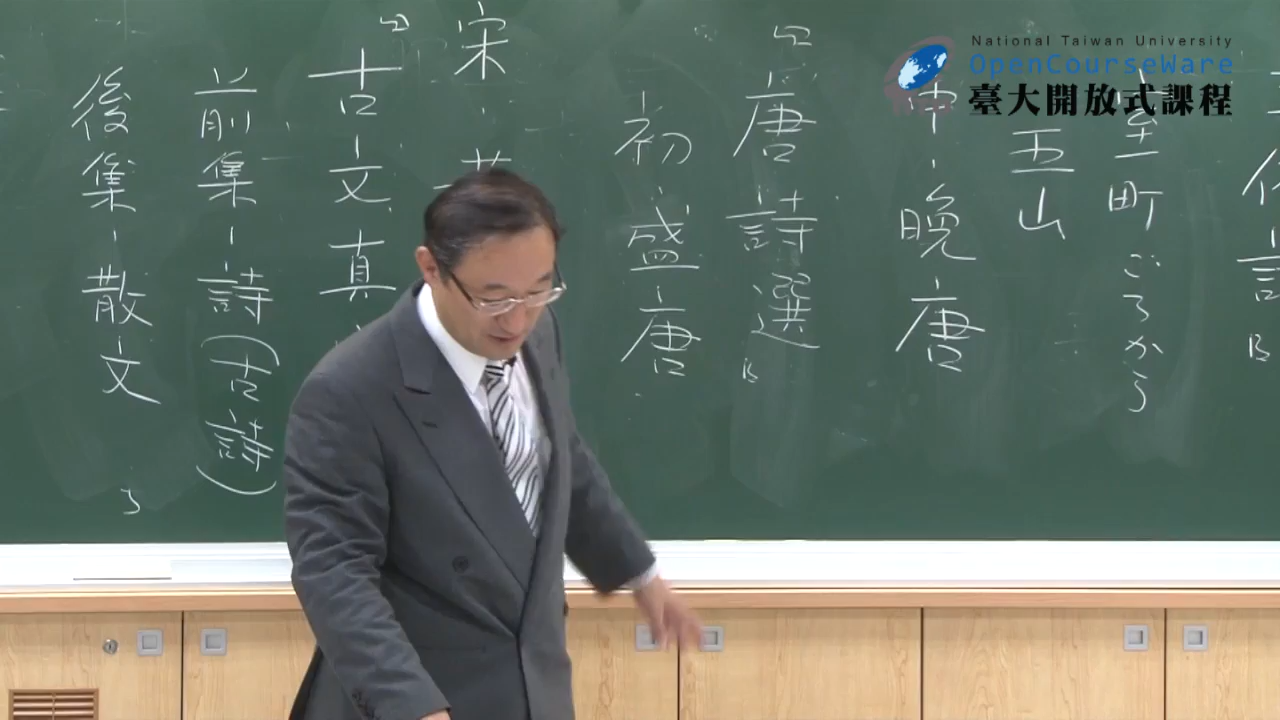 National Taiwan University
OpenCourseWare
臺大開放式課程
室町ごろから
五山
中・晩唐
『唐詩選』
初盛唐
宋・
『古文真
前集-詩(古詩)
後集-散文